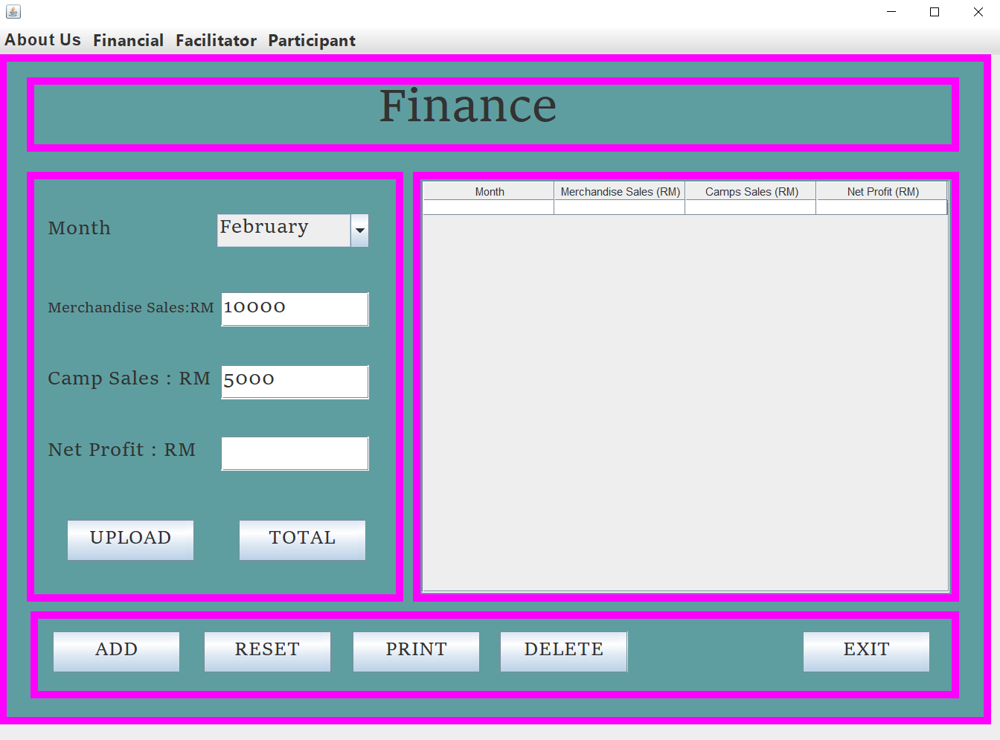 About Us Financial Facilitator Participant
Finance
Month February
Merchandise Sales:RM 10000
Camp Sales : RM 5000
Net Profit : RM
UPLOAD TOTAL
Month Merchandise Sales (RM) Camps Sales (RM) Net Profit (RM)
ADD RESET PRINT DELETE EXIT